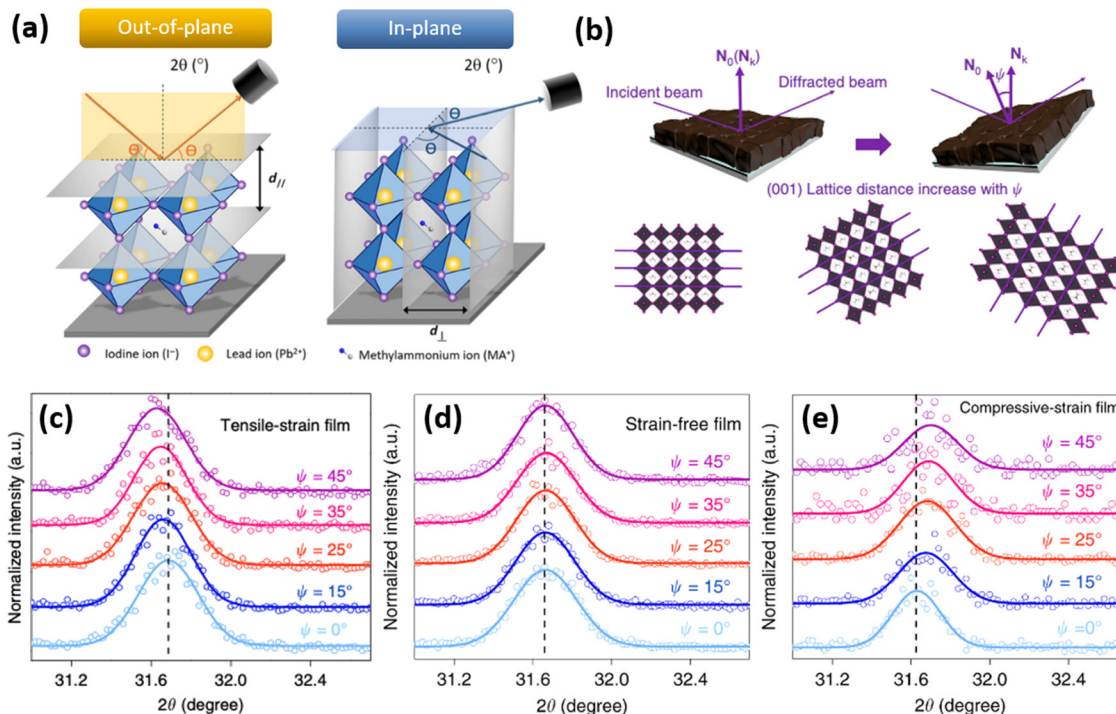 (a)
Out-of-plane
In-plane
2θ (°)
2θ (°)
Θ
Θ
Θ
Θ
d//
d⊥
Iodine ion (I⁻)
Lead ion (Pb²⁺)
Methylammonium ion (MA⁺)
(b)
N₀(Nₖ)
N₀
ψ
Nₖ
Incident beam
Diffracted beam
(001) Lattice distance increase with ψ
(c)
Tensile-strain film
ψ = 45°
ψ = 35°
ψ = 25°
ψ = 15°
ψ = 0°
Normalized intensity (a.u.)
31.2
31.6
32.0
32.4
2θ (degree)
(d)
Strain-free film
ψ = 45°
ψ = 35°
ψ = 25°
ψ = 15°
ψ = 0°
Normalized intensity (a.u.)
31.2
31.6
32.0
32.4
2θ (degree)
(e)
Compressive-strain film
ψ = 45°
ψ = 35°
ψ = 25°
ψ = 15°
ψ =0°
Normalized intensity (a.u.)
31.2
31.6
32.0
32.4
2θ (degree)